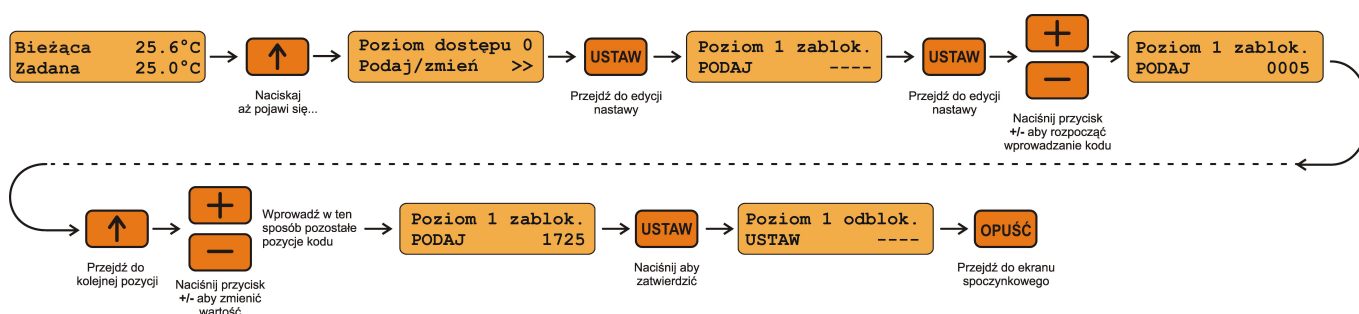 Bieżąca 25.6°C
Zadana 25.0°C
Naciskaj
aż pojawi się...
Poziom dostępu 0
Podaj/zmień >>
USTAW
Przejdź do edycji
nastawy
Poziom 1 zablok.
PODAJ ----
USTAW
Przejdź do edycji
nastawy
Naciśnij przycisk
+/- aby rozpocząć
wprowadzanie kodu
Poziom 1 zablok.
PODAJ 0005
Przejdź do
kolejnej pozycji
Naciśnij przycisk
+/- aby zmienić
wartość
Wprowadź w ten
sposób pozostałe
pozycje kodu
Poziom 1 zablok.
PODAJ 1725
USTAW
Naciśnij aby
zatwierdzić
Poziom 1 odblok.
USTAW ----
OPUŚĆ
Przejdź do ekranu
spoczynkowego